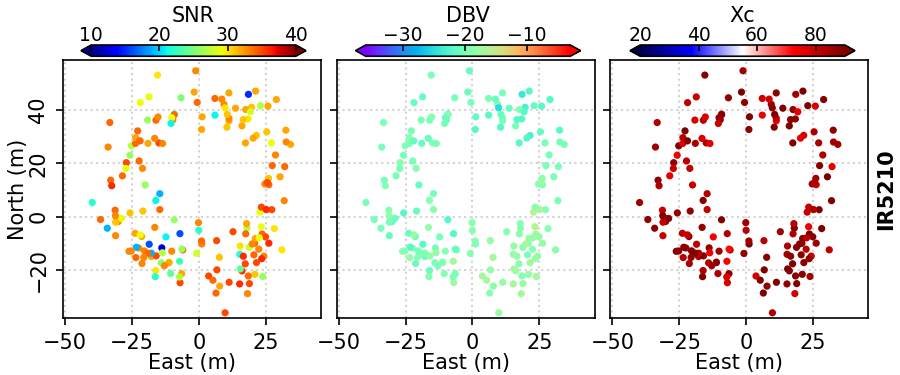 SNR DBV Xc
10 20 30 40 −30 −20 −10 20 40 60 80
40
20
0
−20
North (m)
IR5210
−50 −25 0 25 −50 −25 0 25 −50 −25 0 25
East (m) East (m) East (m)